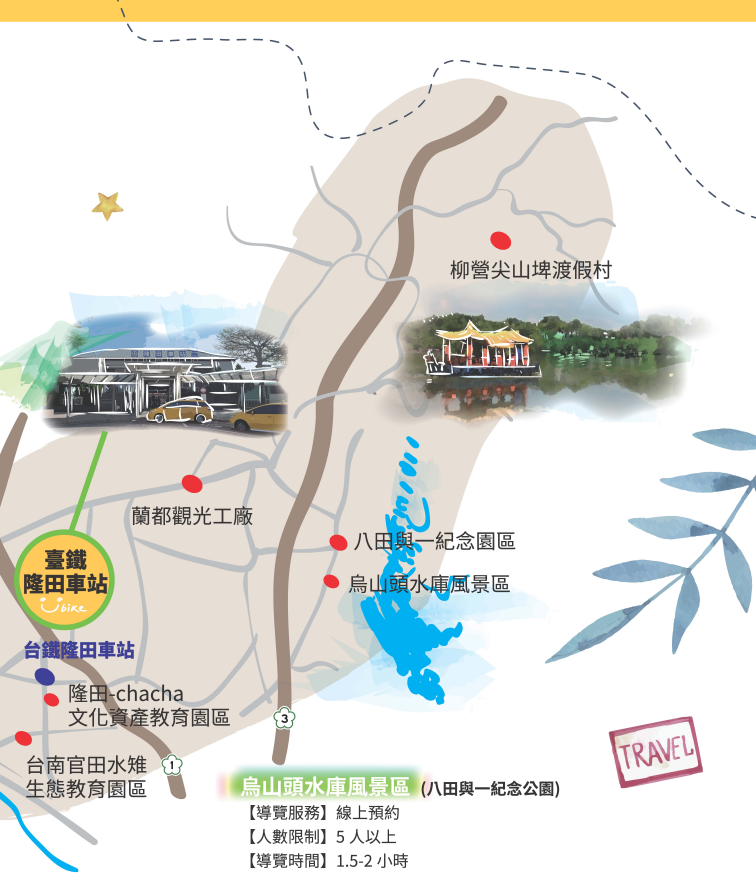 柳營尖山埤渡假村
蘭都觀光工廠
八田與一紀念園區
烏山頭水庫風景區
臺鐵
隆田車站
Ubike
台鐵隆田車站
隆田-chacha
文化資產教育園區
3
台南官田水雉
生態教育園區
1
TRAVEL
烏山頭水庫風景區 (八田與一紀念公園)
【導覽服務】線上預約
【人數限制】5 人以上
【導覽時間】1.5-2 小時